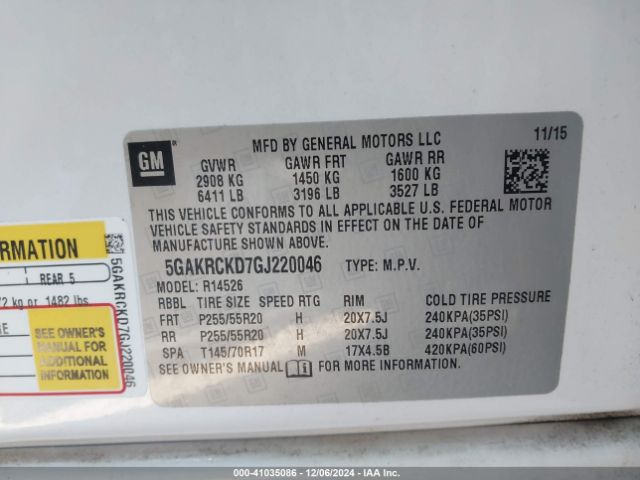 MFD BY GENERAL MOTORS LLC 11/15
GM
GVWR GAWR FRT GAWR RR
2908 KG 1450 KG 1600 KG
6411 LB 3196 LB 3527 LB
THIS VEHICLE CONFORMS TO ALL APPLICABLE U.S. FEDERAL MOTOR
VEHICLE SAFETY STANDARDS IN EFFECT ON THE DATE OF
MANUFACTURE SHOWN ABOVE.
5GAKRCKD7GJ220046 TYPE: M.P.V.
MODEL: R14526
RBBL TIRE SIZE SPEED RTG RIM COLD TIRE PRESSURE
FRT P255/55R20 H 20X7.5J 240KPA(35PSI)
RR P255/55R20 H 20X7.5J 240KPA(35PSI)
SPA T145/70R17 M 17X4.5B 420KPA(60PSI)
SEE OWNER'S MANUAL FOR MORE INFORMATION.
ORMATION
REAR 5
2 kg or 1482 lbs
SEE OWNER'S
MANUAL FOR
ADDITIONAL
INFORMATION
5GAKRCKD7GJ220046
000-41035086 - 12/06/2024 - IAA Inc.